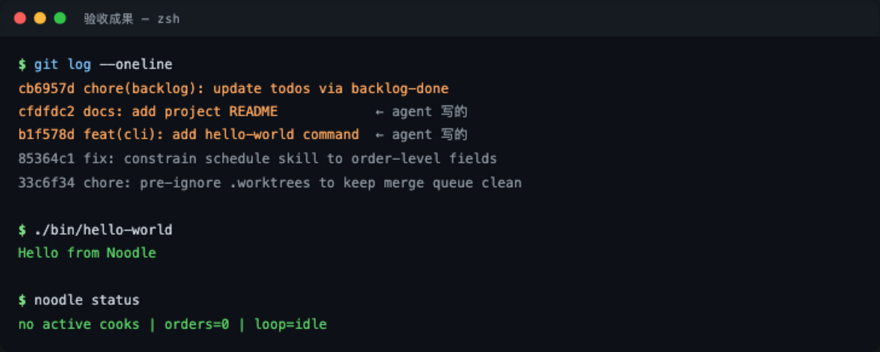 验收成果 — zsh
$ git log --oneline
cb6957d chore(backlog): update todos via backlog-done
cfdfdc2 docs: add project README ← agent 写的
b1f578d feat(cli): add hello-world command ← agent 写的
85364c1 fix: constrain schedule skill to order-level fields
33c6f34 chore: pre-ignore .worktrees to keep merge queue clean
$ ./bin/hello-world
Hello from Noodle
$ noodle status
no active cooks | orders=0 | loop=idle